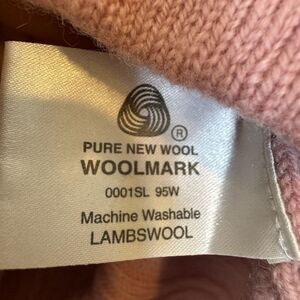 ®
PURE NEW WOOL
WOOLMARK
0001SL 95W
Machine Washable
LAMBSWOOL